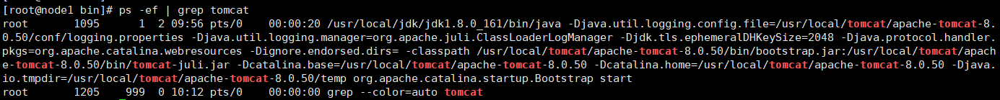 [root@node1 bin]# ps -ef | grep tomcat
root      1095     1  2 09:56 pts/0    00:00:20 /usr/local/jdk/jdk1.8.0_161/bin/java -Djava.util.logging.config.file=/usr/local/tomcat/apache-tomcat-8.
0.50/conf/logging.properties -Djava.util.logging.manager=org.apache.juli.ClassLoaderLogManager -Djdk.tls.ephemeralDHKeySize=2048 -Djava.protocol.handler.
pkgs=org.apache.catalina.webresources -Dignore.endorsed.dirs= -classpath /usr/local/tomcat/apache-tomcat-8.0.50/bin/bootstrap.jar:/usr/local/tomcat/apach
e-tomcat-8.0.50/bin/tomcat-juli.jar -Dcatalina.base=/usr/local/tomcat/apache-tomcat-8.0.50 -Dcatalina.home=/usr/local/tomcat/apache-tomcat-8.0.50 -Djava.
io.tmpdir=/usr/local/tomcat/apache-tomcat-8.0.50/temp org.apache.catalina.startup.Bootstrap start
root      1205   999  0 10:12 pts/0    00:00:00 grep --color=auto tomcat